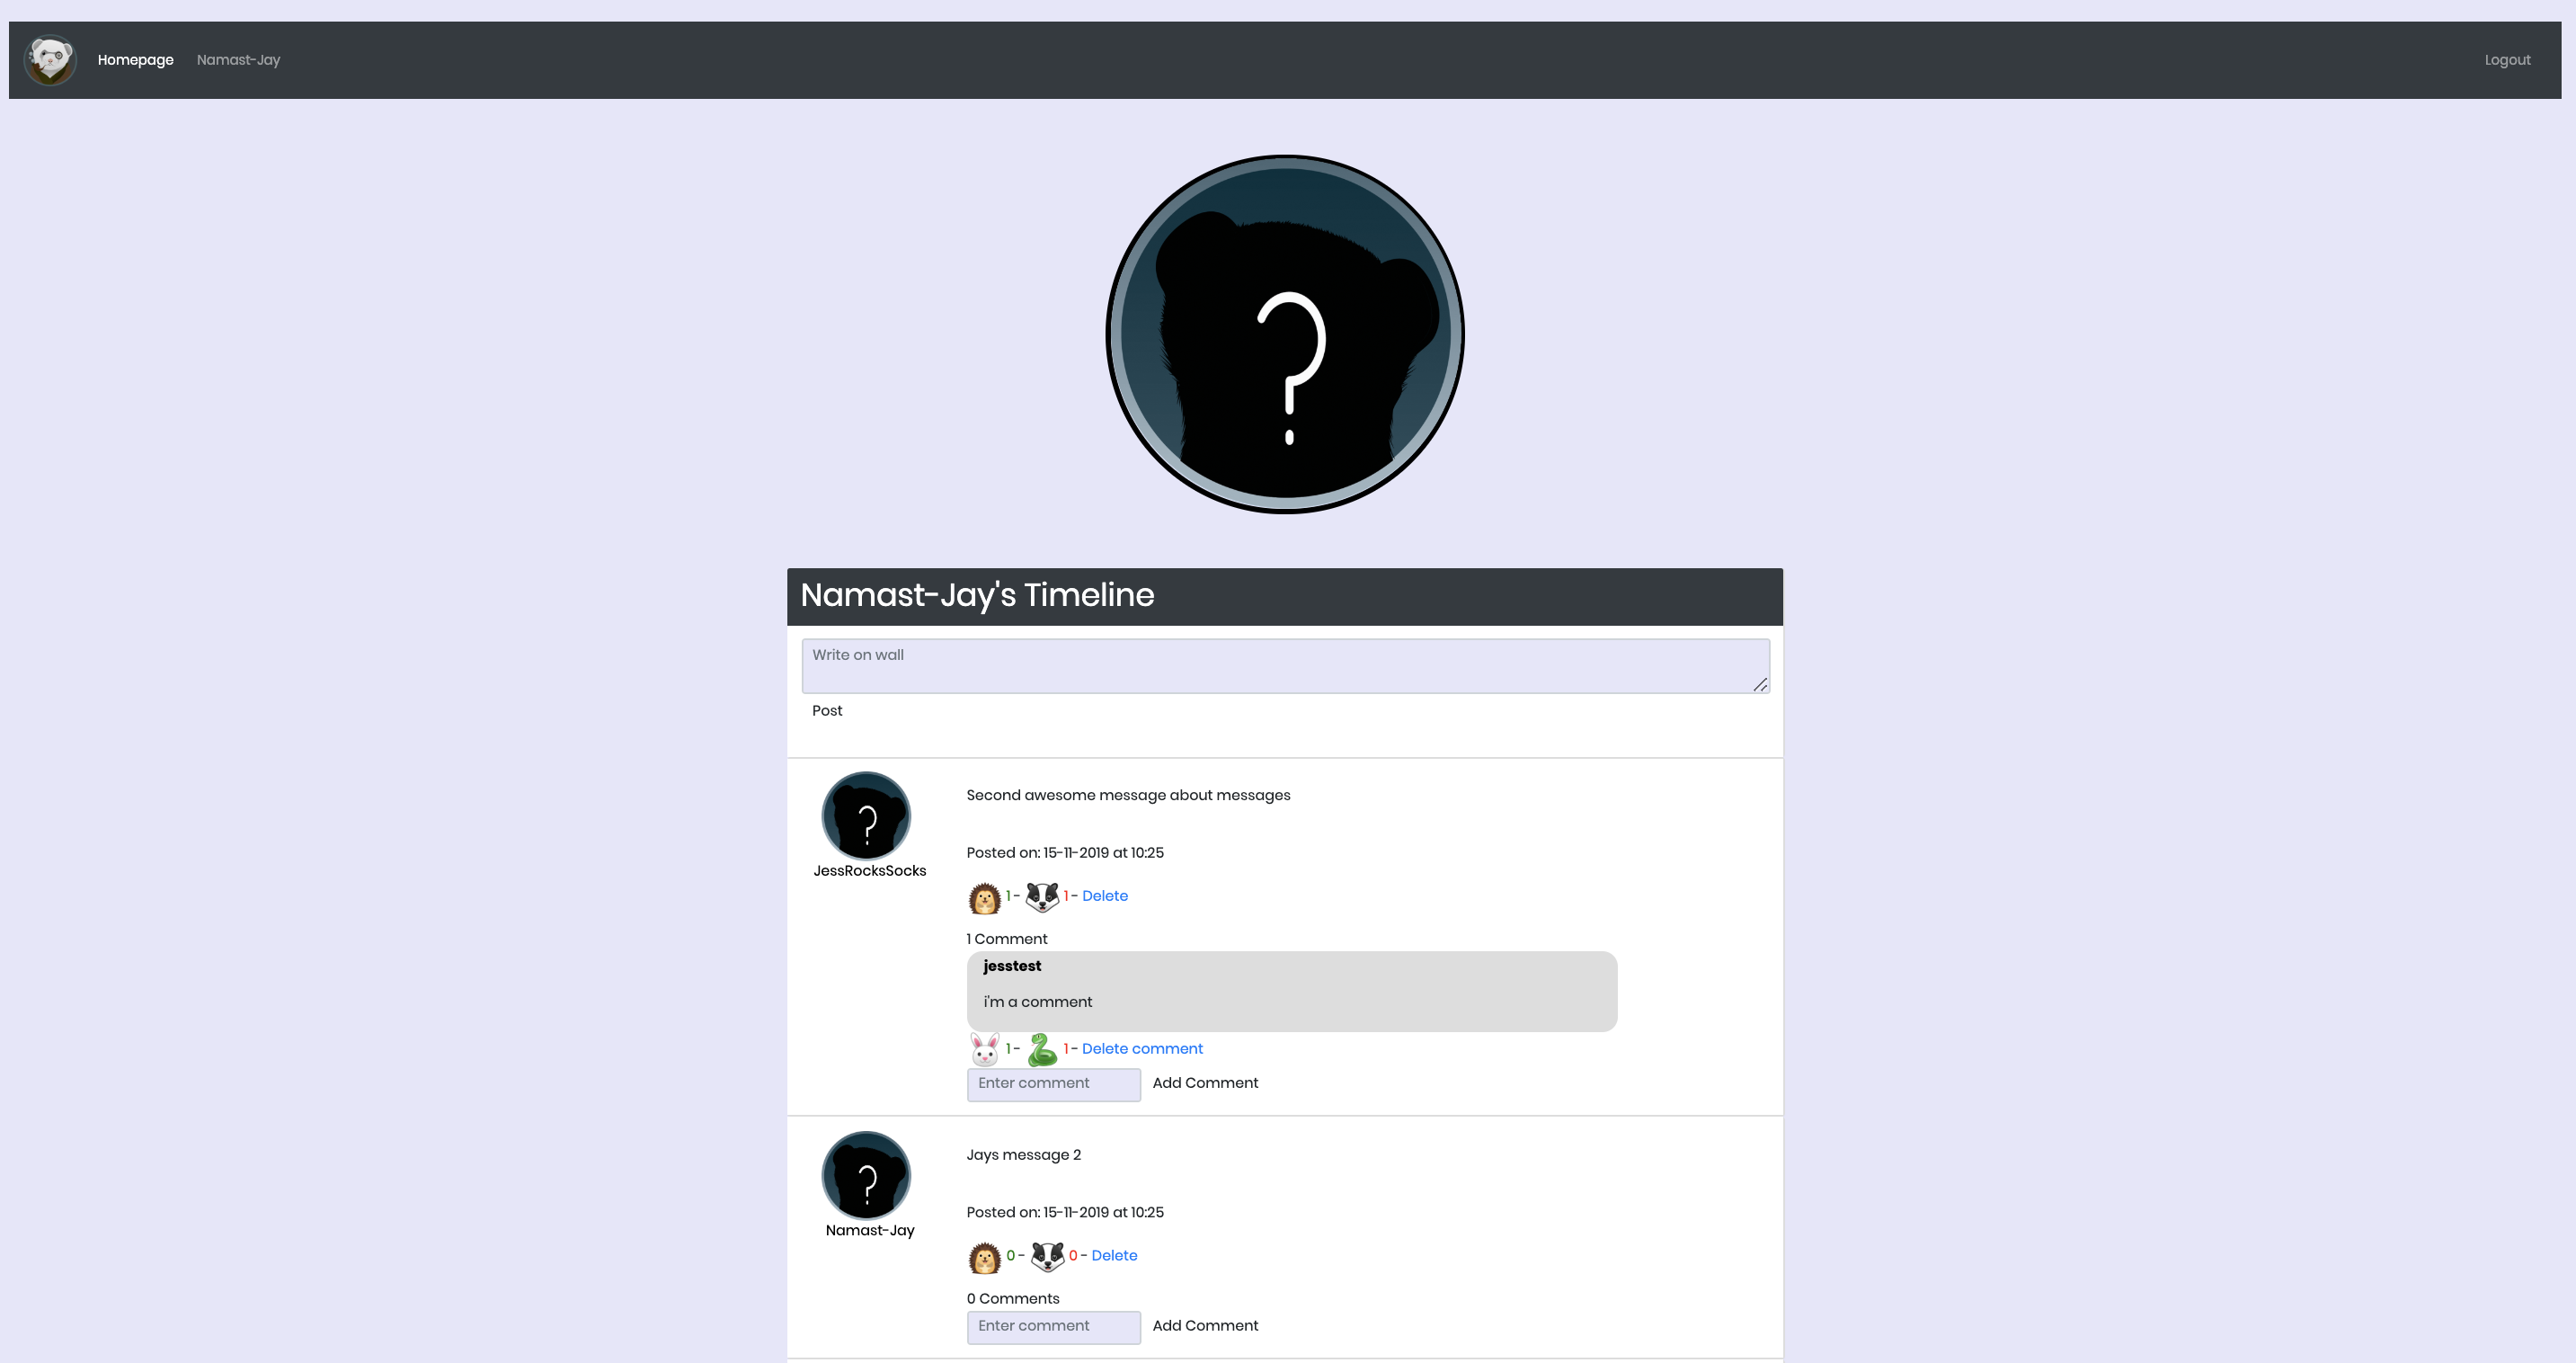 Homepage Namast-Jay Logout
?
Namast-Jay's Timeline
Write on wall
Post
?
JessRocksSocks
Second awesome message about messages
Posted on: 15-11-2019 at 10:25
1 - 1 - Delete
1 Comment
jesstest
i'm a comment
1 - 1 - Delete comment
Enter comment Add Comment
?
Namast-Jay
Jays message 2
Posted on: 15-11-2019 at 10:25
0 - 0 - Delete
0 Comments
Enter comment Add Comment